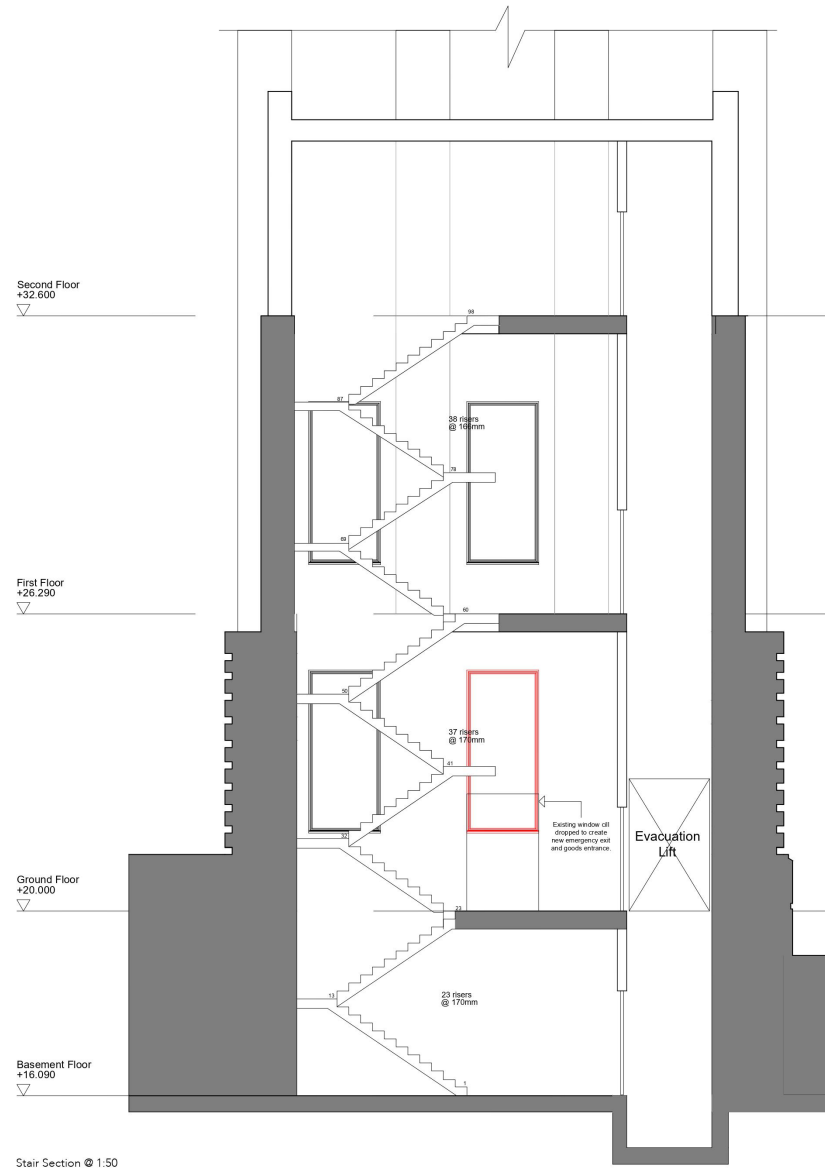 Second Floor
+32.600
98
87
38 risers
@ 166mm
78
69
First Floor
+26.290
60
50
37 risers
@ 170mm
41
Existing window cill
dropped to create
new emergency exit
and goods entrance.
Evacuation
Lift
32
Ground Floor
+20.000
23
13
23 risers
@ 170mm
Basement Floor
+16.090
1
Stair Section @ 1:50